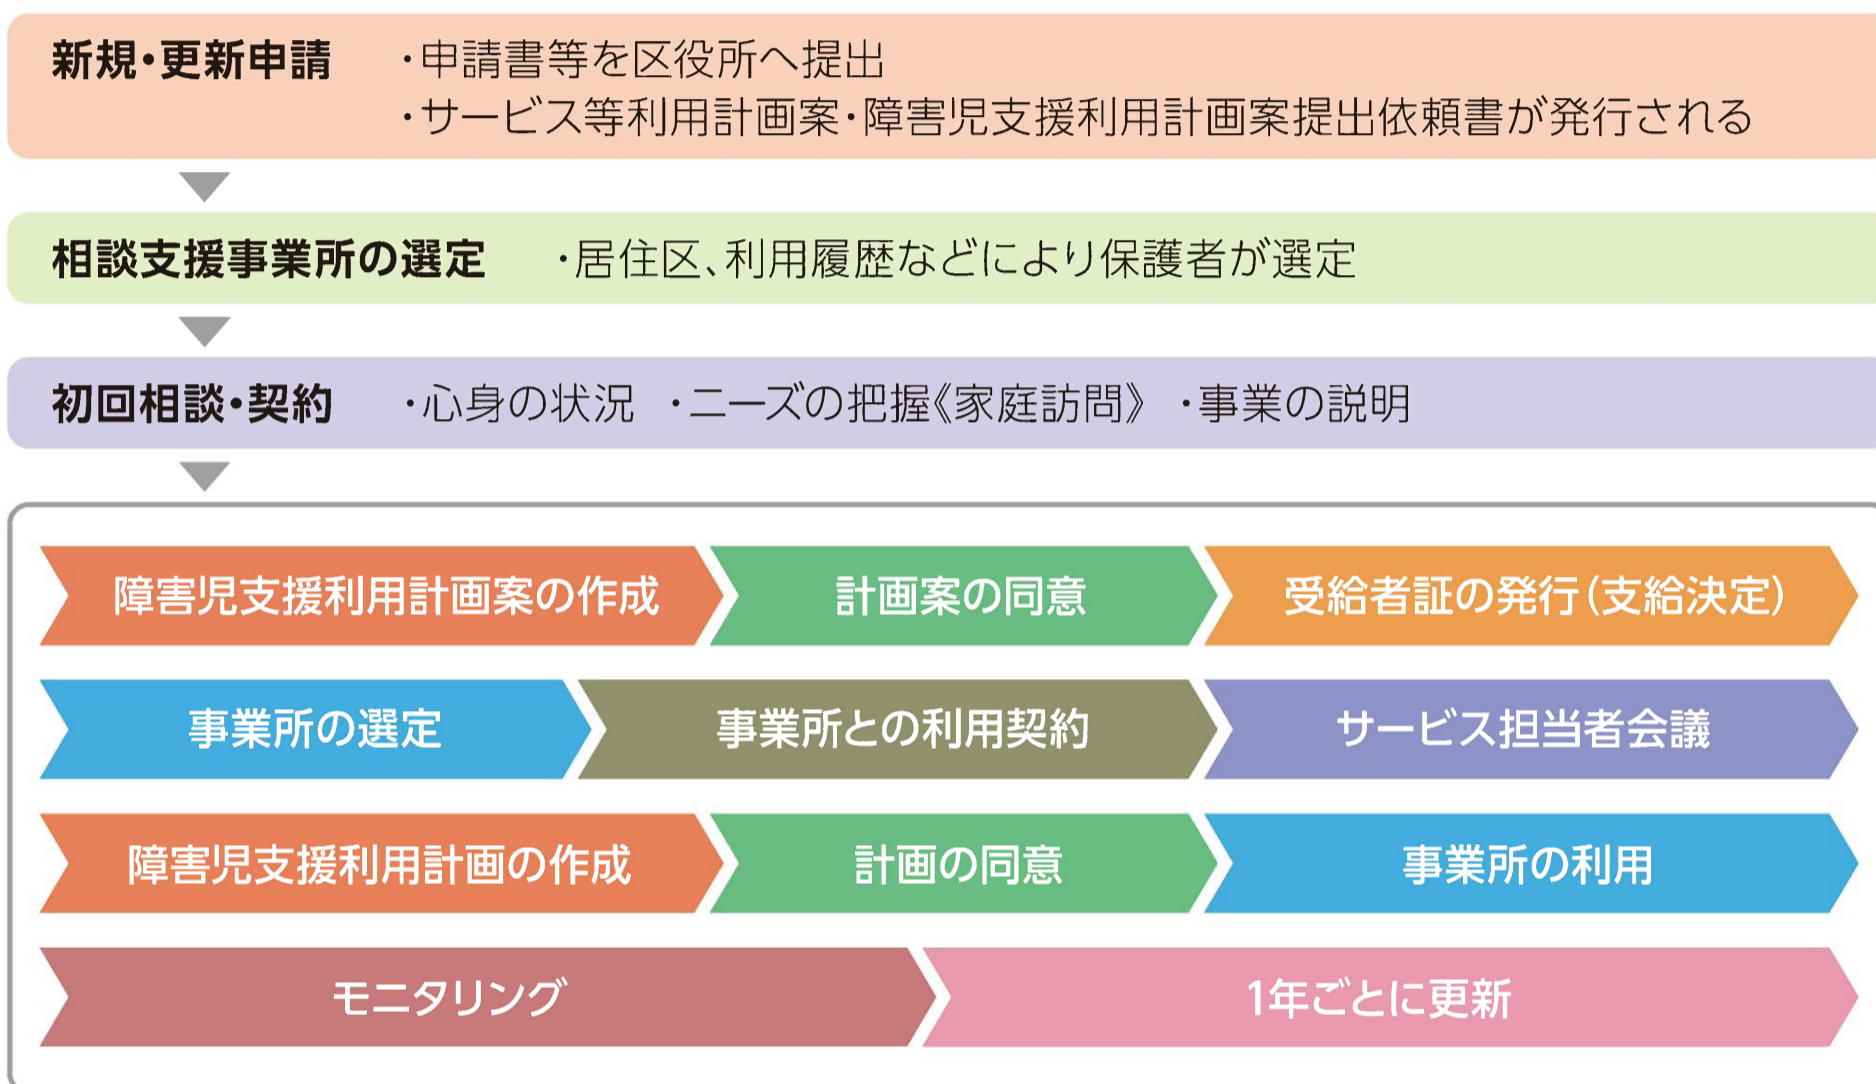 新規・更新申請　・申請書等を区役所へ提出
・サービス等利用計画案・障害児支援利用計画案提出依頼書が発行される
相談支援事業所の選定　・居住区、利用履歴などにより保護者が選定
初回相談・契約　・心身の状況　・ニーズの把握《家庭訪問》　・事業の説明
障害児支援利用計画案の作成　計画案の同意　受給者証の発行（支給決定）
事業所の選定　事業所との利用契約　サービス担当者会議
障害児支援利用計画の作成　計画の同意　事業所の利用
モニタリング　1年ごとに更新